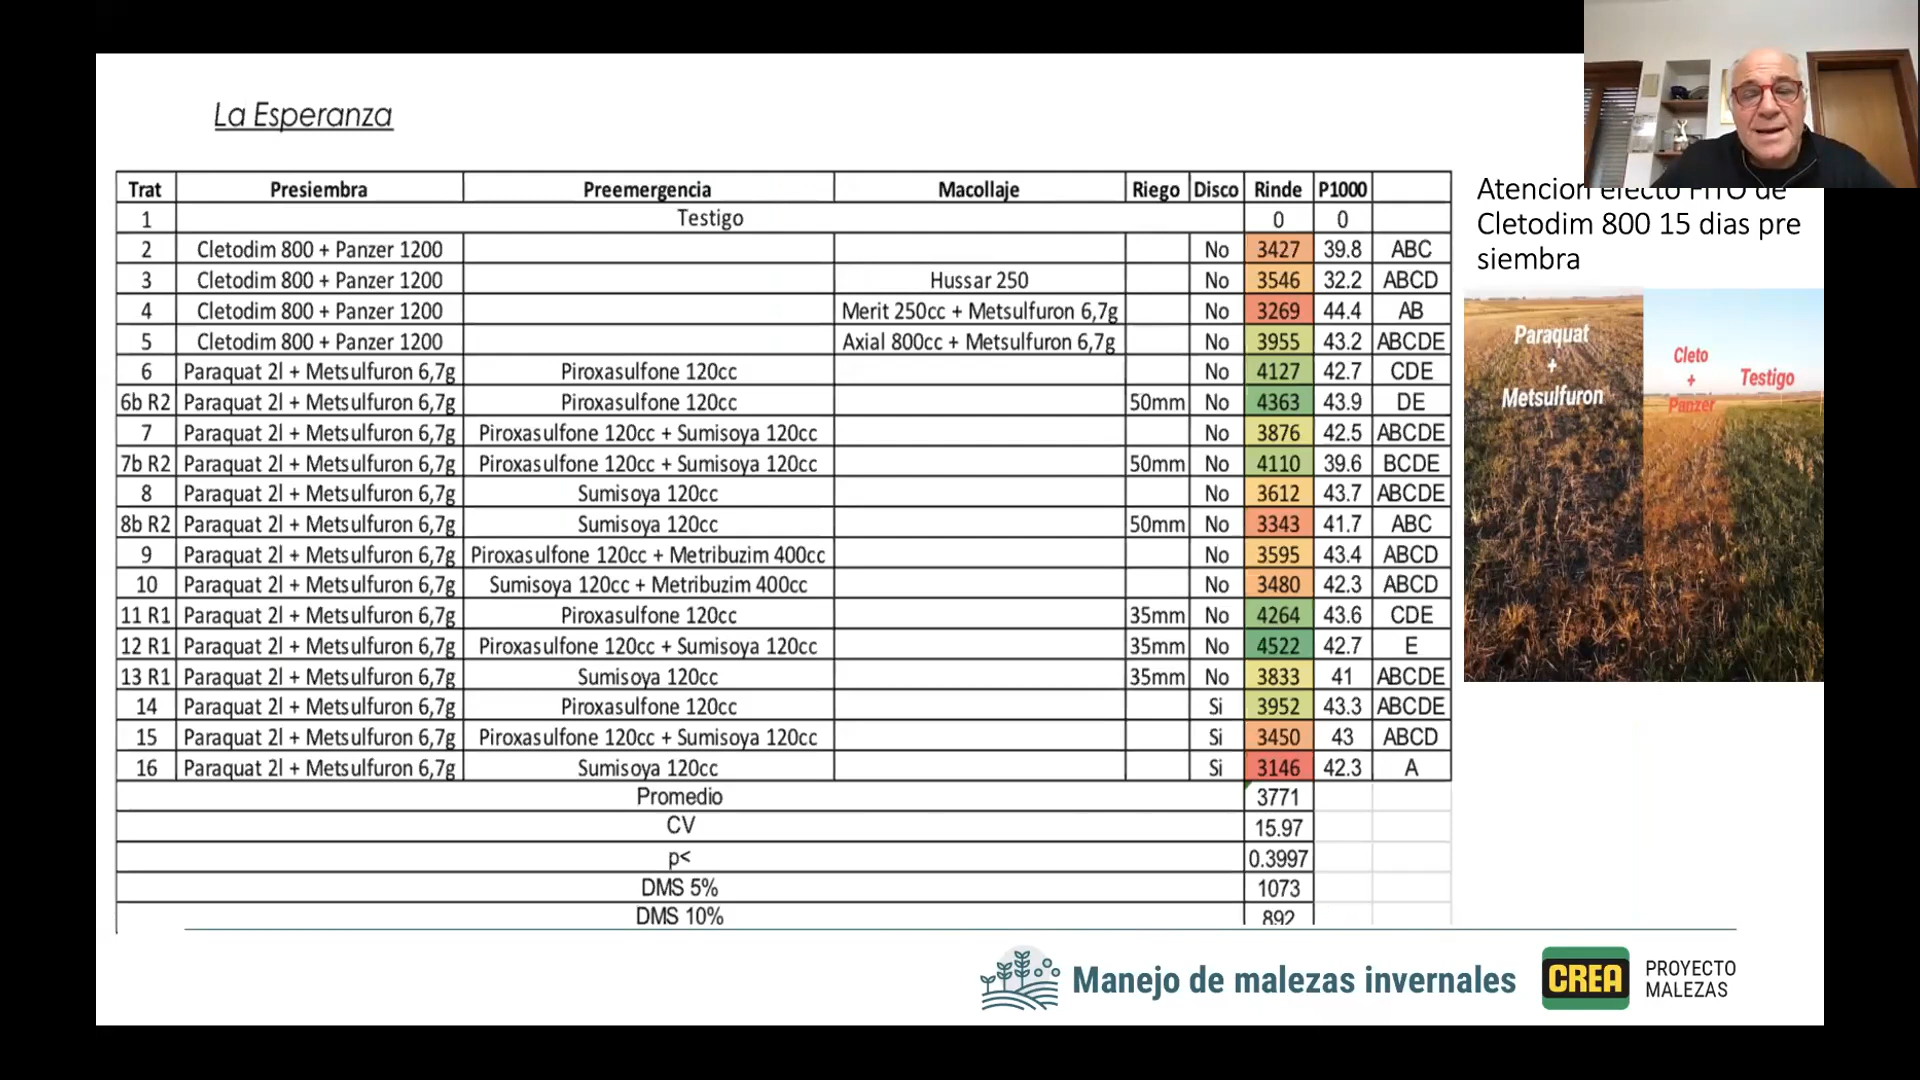 La Esperanza
Trat Presiembra Preemergencia Macollaje Riego Disco Rinde P1000
1 Testigo 0 0
2 Cletodim 800 + Panzer 1200 No 3427 39.8 ABC
3 Cletodim 800 + Panzer 1200 Hussar 250 No 3546 32.2 ABCD
4 Cletodim 800 + Panzer 1200 Merit 250cc + Metsulfuron 6,7g No 3269 44.4 AB
5 Cletodim 800 + Panzer 1200 Axial 800cc + Metsulfuron 6,7g No 3955 43.2 ABCDE
6 Paraquat 2l + Metsulfuron 6,7g Piroxasulfone 120cc No 4127 42.7 CDE
6b R2 Paraquat 2l + Metsulfuron 6,7g Piroxasulfone 120cc 50mm No 4363 43.9 DE
7 Paraquat 2l + Metsulfuron 6,7g Piroxasulfone 120cc + Sumisoya 120cc No 3876 42.5 ABCDE
7b R2 Paraquat 2l + Metsulfuron 6,7g Piroxasulfone 120cc + Sumisoya 120cc 50mm No 4110 39.6 BCDE
8 Paraquat 2l + Metsulfuron 6,7g Sumisoya 120cc No 3612 43.7 ABCDE
8b R2 Paraquat 2l + Metsulfuron 6,7g Sumisoya 120cc 50mm No 3343 41.7 ABC
9 Paraquat 2l + Metsulfuron 6,7g Piroxasulfone 120cc + Metribuzim 400cc No 3595 43.4 ABCD
10 Paraquat 2l + Metsulfuron 6,7g Sumisoya 120cc + Metribuzim 400cc No 3480 42.3 ABCD
11 R1 Paraquat 2l + Metsulfuron 6,7g Piroxasulfone 120cc 35mm No 4264 43.6 CDE
12 R1 Paraquat 2l + Metsulfuron 6,7g Piroxasulfone 120cc + Sumisoya 120cc 35mm No 4522 42.7 E
13 R1 Paraquat 2l + Metsulfuron 6,7g Sumisoya 120cc 35mm No 3833 41 ABCDE
14 Paraquat 2l + Metsulfuron 6,7g Piroxasulfone 120cc Si 3952 43.3 ABCDE
15 Paraquat 2l + Metsulfuron 6,7g Piroxasulfone 120cc + Sumisoya 120cc Si 3450 43 ABCD
16 Paraquat 2l + Metsulfuron 6,7g Sumisoya 120cc Si 3146 42.3 A
Promedio 3771
CV 15.97
p< 0.3997
DMS 5% 1073
DMS 10% 892
Atencion efecto FITO de
Cletodim 800 15 dias pre
siembra
Paraquat
+
Metsulfuron
Cleto
+
Panzer
Testigo
Manejo de malezas invernales
CREA
PROYECTO
MALEZAS